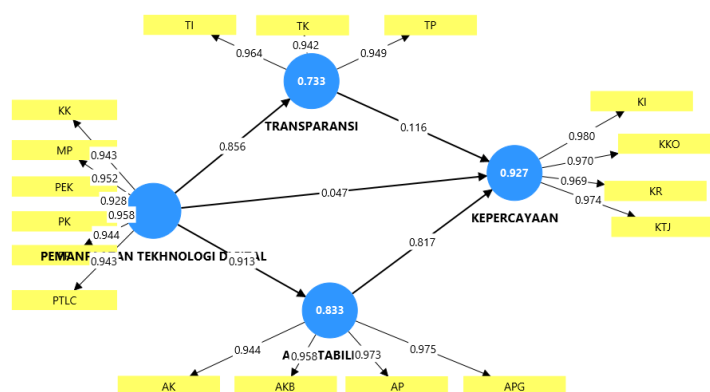 TI
TK
TP
0.964
0.942
0.949
0.733
TRANSPARANSI
KK
MP
PEK
PK
PTLC
0.943
0.952
0.928
0.958
0.944
0.943
0.856
0.116
0.047
0.913
0.817
0.927
KEPERCAYAAN
KI
KKO
KR
KTJ
0.980
0.970
0.969
0.974
0.833
0.944
0.958
0.973
0.975
AK
AKB
AP
APG